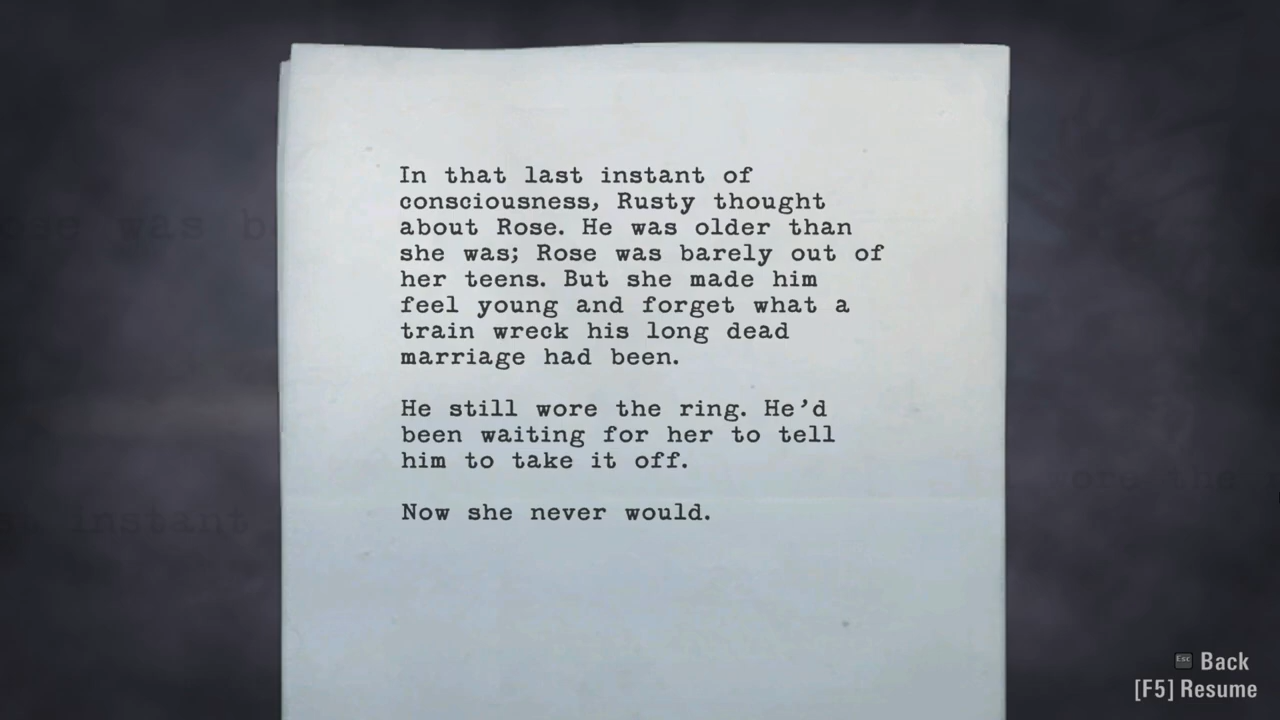 In that last instant of
consciousness, Rusty thought
about Rose. He was older than
she was; Rose was barely out of
her teens. But she made him
feel young and forget what a
train wreck his long dead
marriage had been.
He still wore the ring. He'd
been waiting for her to tell
him to take it off.
Now she never would.
Esc Back
[F5] Resume